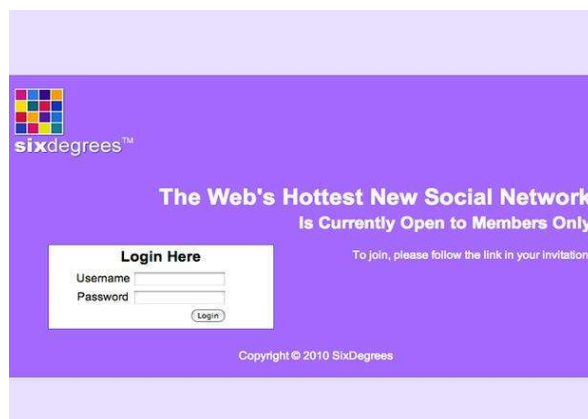 sixdegrees™
The Web's Hottest New Social Network
Is Currently Open to Members Only
Login Here
To join, please follow the link in your invitation
Username
Password
Login
Copyright © 2010 SixDegrees